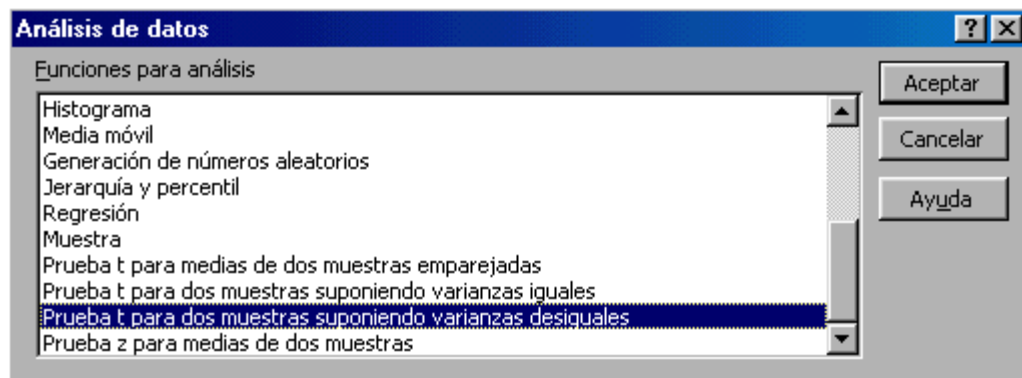 Análisis de datos
Funciones para análisis
Histograma
Media móvil
Generación de números aleatorios
Jerarquía y percentil
Regresión
Muestra
Prueba t para medias de dos muestras emparejadas
Prueba t para dos muestras suponiendo varianzas iguales
Prueba t para dos muestras suponiendo varianzas desiguales
Prueba z para medias de dos muestras
Aceptar
Cancelar
Ayuda